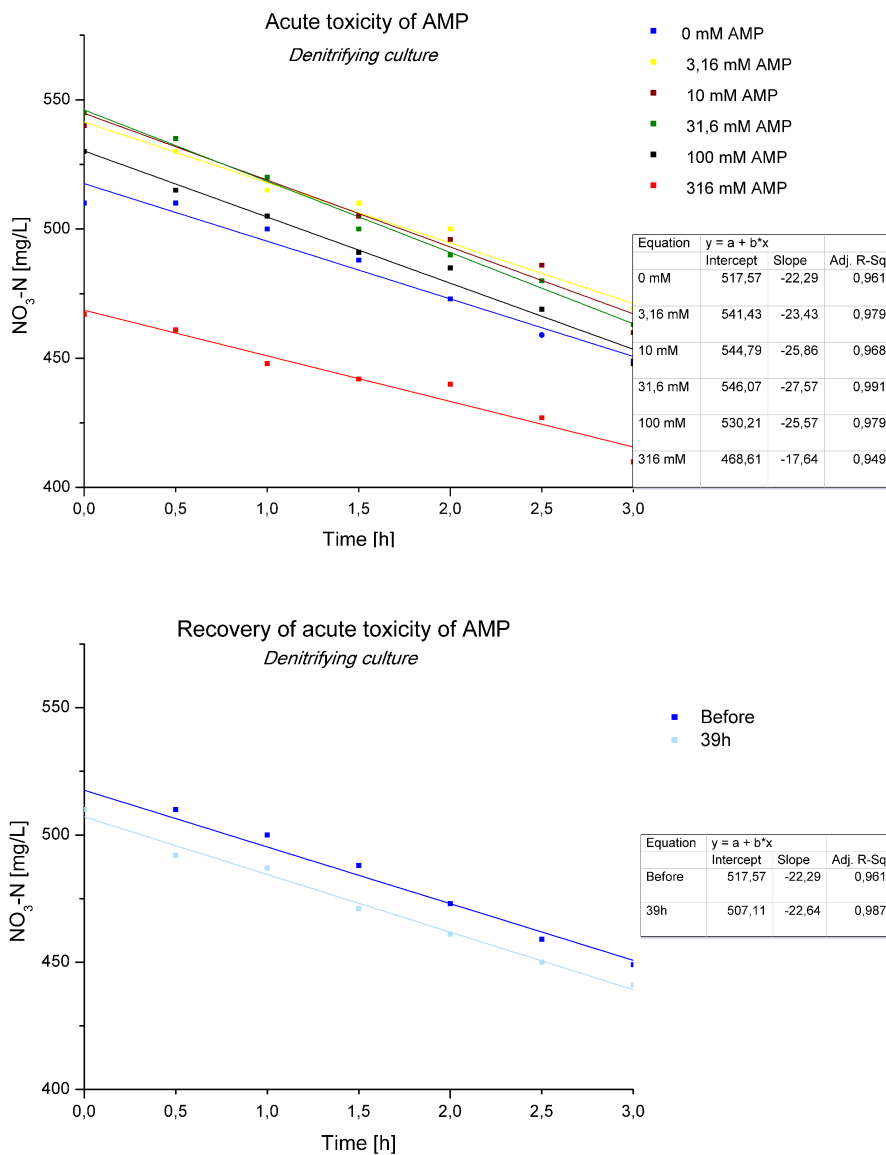 Acute toxicity of AMP
Denitrifying culture
0 mM AMP
3,16 mM AMP
10 mM AMP
31,6 mM AMP
100 mM AMP
316 mM AMP
550
500
450
400
NO3-N [mg/L]
0,0 0,5 1,0 1,5 2,0 2,5 3,0
Time [h]
Equation y = a + b*x
Intercept Slope Adj. R-Sq
0 mM 517,57 -22,29 0,961
3,16 mM 541,43 -23,43 0,979
10 mM 544,79 -25,86 0,968
31,6 mM 546,07 -27,57 0,991
100 mM 530,21 -25,57 0,979
316 mM 468,61 -17,64 0,949
Recovery of acute toxicity of AMP
Denitrifying culture
Before
39h
550
500
450
400
NO3-N [mg/L]
0,0 0,5 1,0 1,5 2,0 2,5 3,0
Time [h]
Equation y = a + b*x
Intercept Slope Adj. R-Sq
Before 517,57 -22,29 0,961
39h 507,11 -22,64 0,987